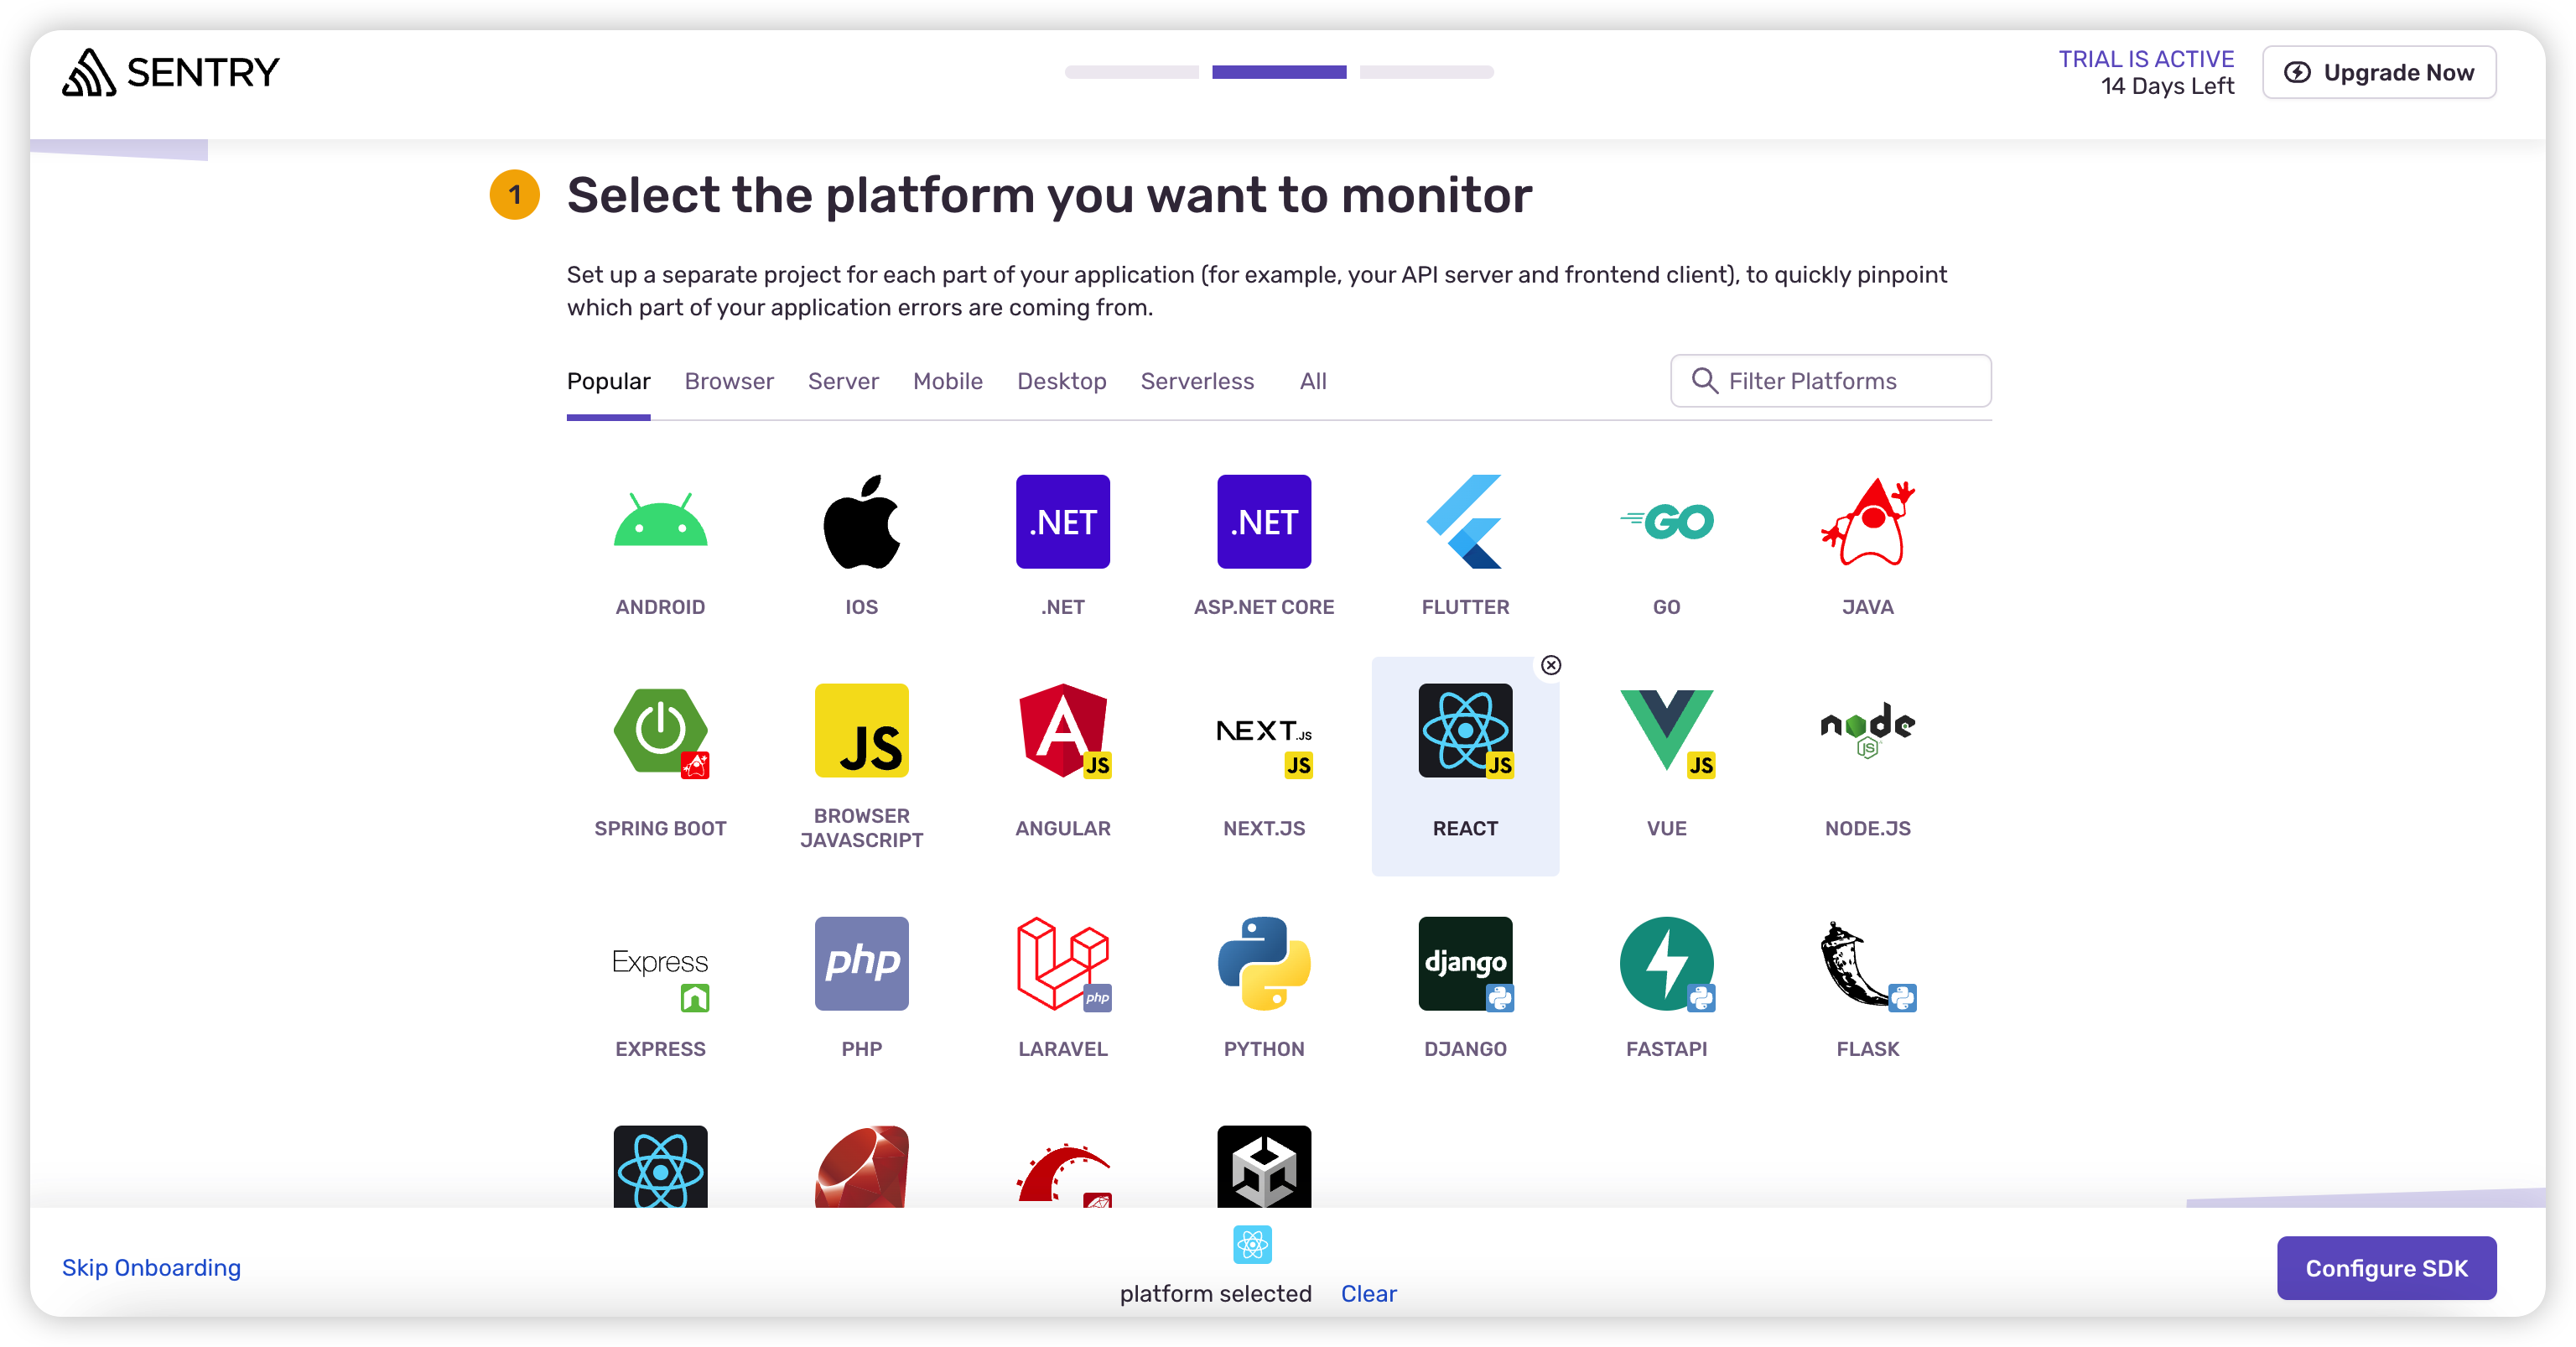 SENTRY
TRIAL IS ACTIVE
14 Days Left
Upgrade Now
1
Select the platform you want to monitor
Set up a separate project for each part of your application (for example, your API server and frontend client), to quickly pinpoint
which part of your application errors are coming from.
Popular Browser Server Mobile Desktop Serverless All
Filter Platforms
.NET .NET GO
ANDROID IOS .NET ASP.NET CORE FLUTTER GO JAVA
JS A JS NEXT.JS JS JS JS node JS
SPRING BOOT BROWSER JAVASCRIPT ANGULAR NEXT.JS REACT VUE NODE.JS
Express php php django
EXPRESS PHP LARAVEL PYTHON DJANGO FASTAPI FLASK
Skip Onboarding
platform selected Clear
Configure SDK